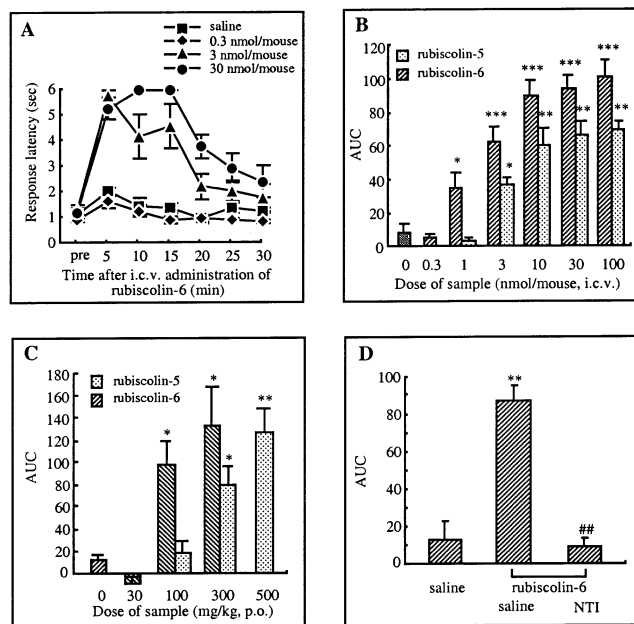 A
saline
0.3 nmol/mouse
3 nmol/mouse
30 nmol/mouse
Response latency (sec)
6
5
4
3
2
1
0
pre 5 10 15 20 25 30
Time after i.c.v. administration of
rubiscolin-6 (min)
B
rubiscolin-5
rubiscolin-6
AUC
120
100
80
60
40
20
0
*
***
*
***
**
***
**
***
**
0 0.3 1 3 10 30 100
Dose of sample (nmol/mouse, i.c.v.)
C
rubiscolin-5
rubiscolin-6
AUC
180
160
140
120
100
80
60
40
20
0
*
*
*
**
0 30 100 300 500
Dose of sample (mg/kg, p.o.)
D
AUC
100
80
60
40
20
0
**
##
saline rubiscolin-6
saline NTI